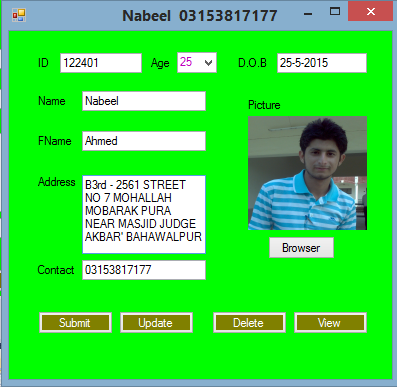 Nabeel 03153817177
ID 122401 Age 25 D.O.B 25-5-2015
Name Nabeel
Picture
FName Ahmed
Address B3rd - 2561 STREET
NO 7 MOHALLAH
MOBARAK PURA
NEAR MASJID JUDGE
AKBAR' BAHAWALPUR
Browser
Contact 03153817177
Submit Update Delete View